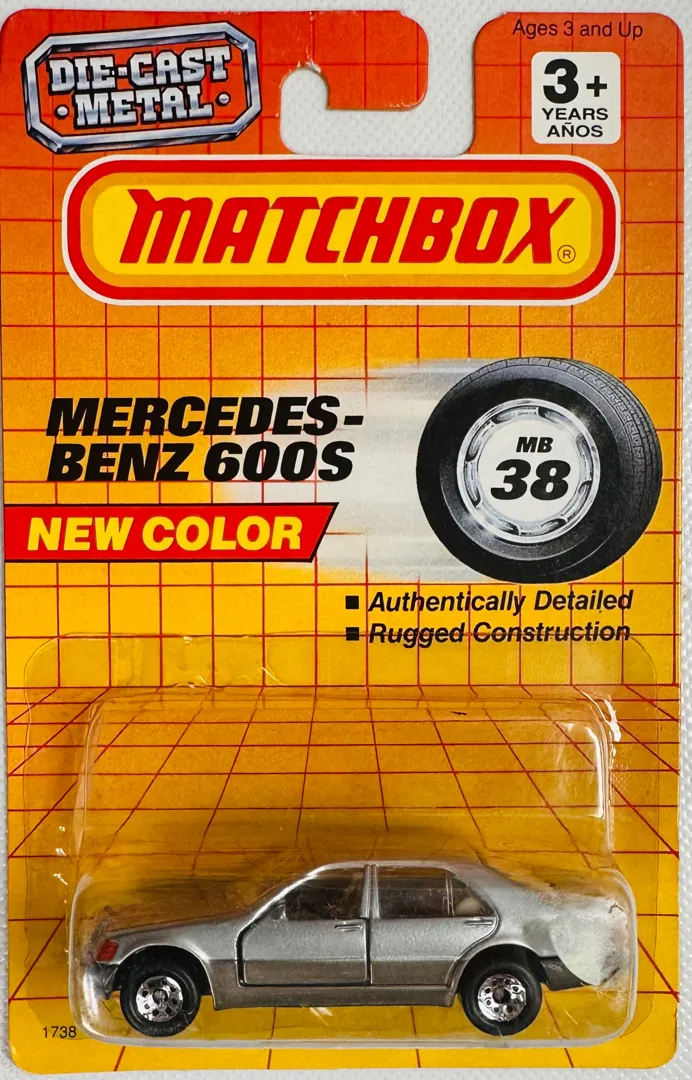 Ages 3 and Up
DIE-CAST
• METAL •
3+
YEARS
AÑOS
MATCHBOX®
MERCEDES-
BENZ 600S
MB
38
NEW COLOR
■ Authentically Detailed
■ Rugged Construction
1738